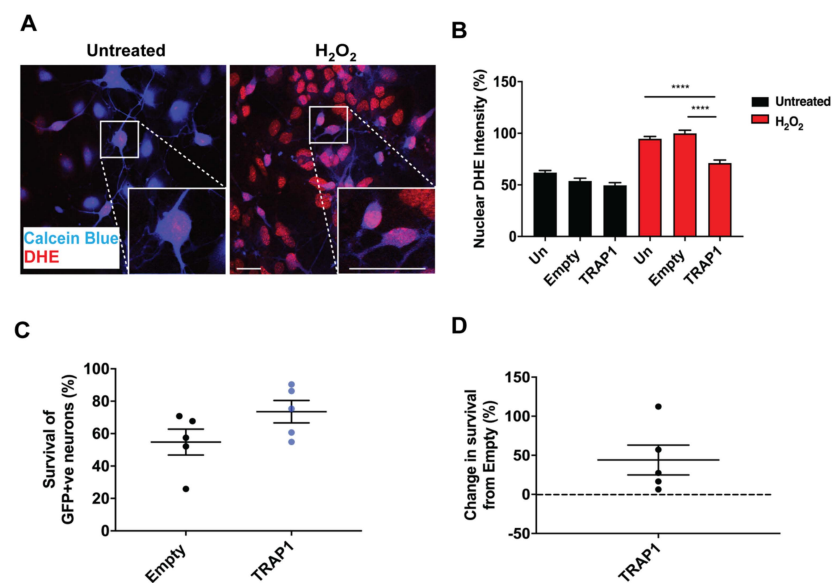 A
Untreated
H₂O₂
Calcein Blue
DHE
B
Nuclear DHE Intensity (%)
150
100
50
0
****
****
Untreated
H₂O₂
Un
Empty
TRAP1
Un
Empty
TRAP1
C
Survival of
GFP+ve neurons (%)
100
80
60
40
20
0
Empty
TRAP1
D
Change in survival
from Empty (%)
150
100
50
0
-50
TRAP1